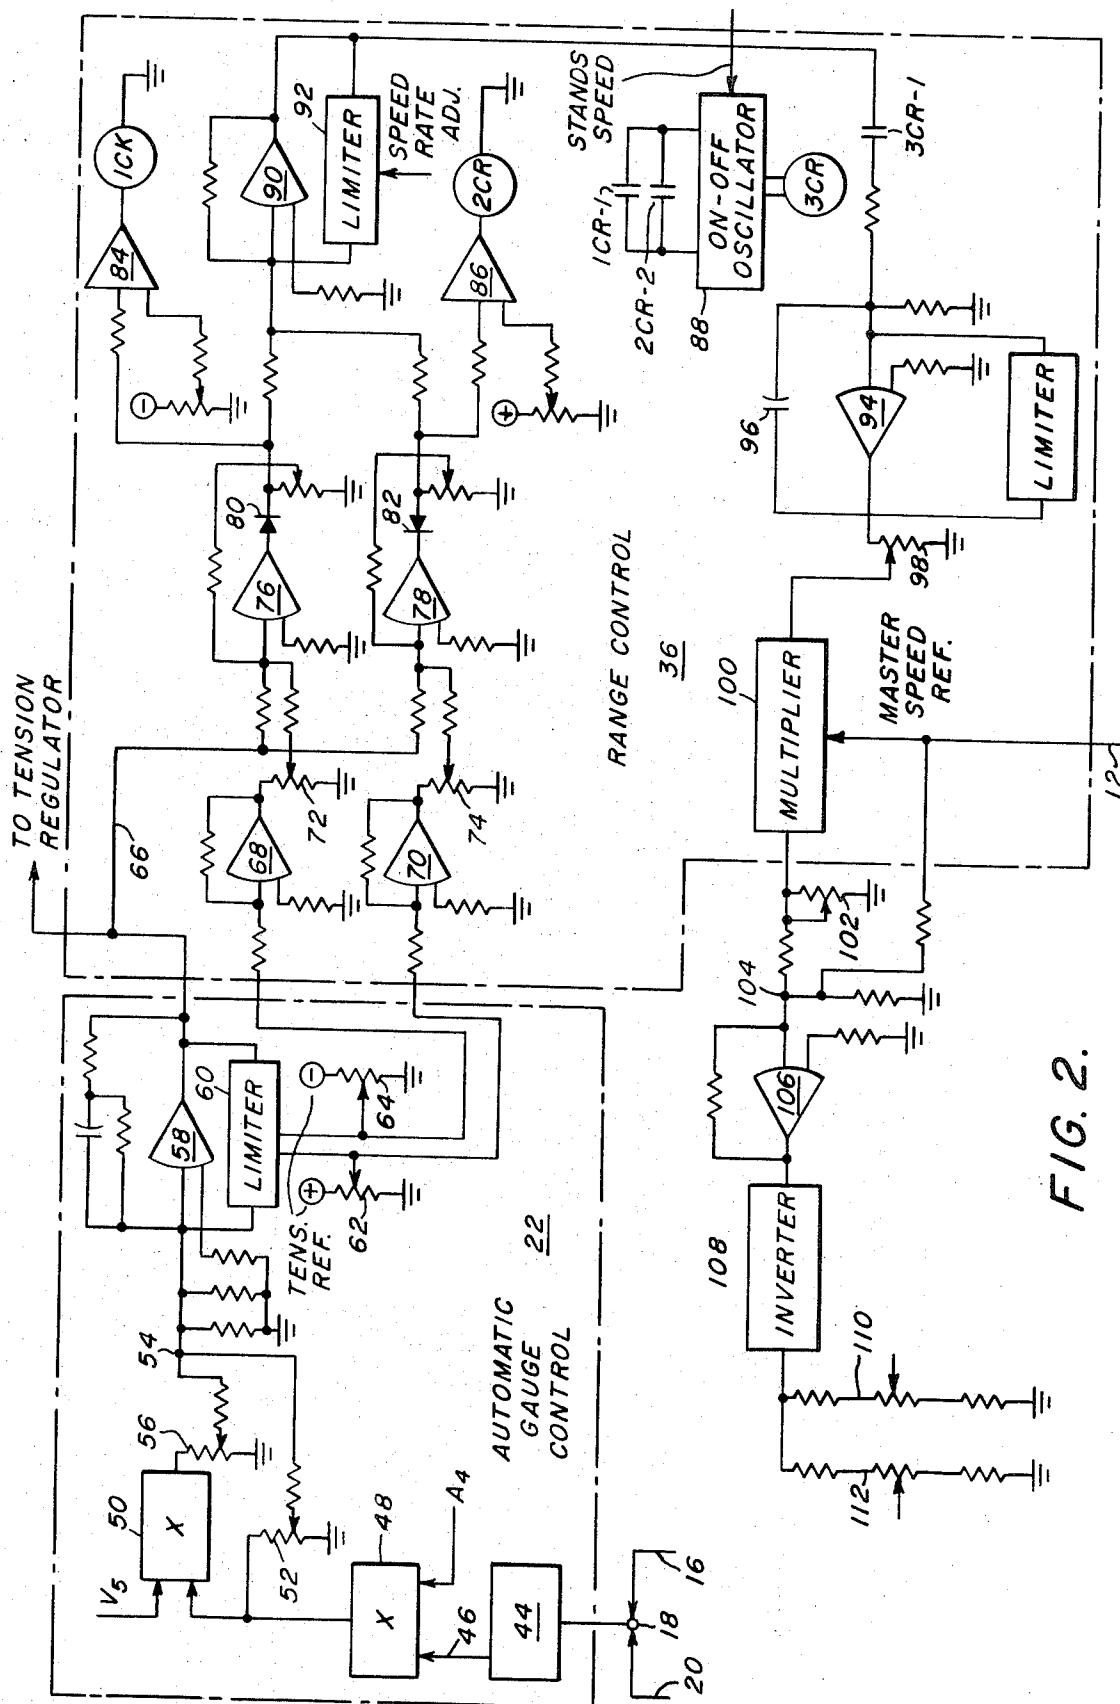 TO TENSION
REGULATOR
66
1CK
84
90
92
LIMITER
SPEED
RATE
ADJ.
2CR
86
80
76
82
78
68
72
70
74
−
+
STANDS
SPEED
1CR-1
2CR-2
ON-OFF
OSCILLATOR
88
3CR
3CR-1
96
94
LIMITER
98
RANGE CONTROL
36
100
MULTIPLIER
MASTER
SPEED
REF.
12
102
104
106
108
INVERTER
110
112
V5
50
X
56
54
52
48
X
A4
46
44
58
60
LIMITER
TENS.
REF.
+
−
62
64
AUTOMATIC
GAUGE
CONTROL
22
16
18
20
FIG. 2.